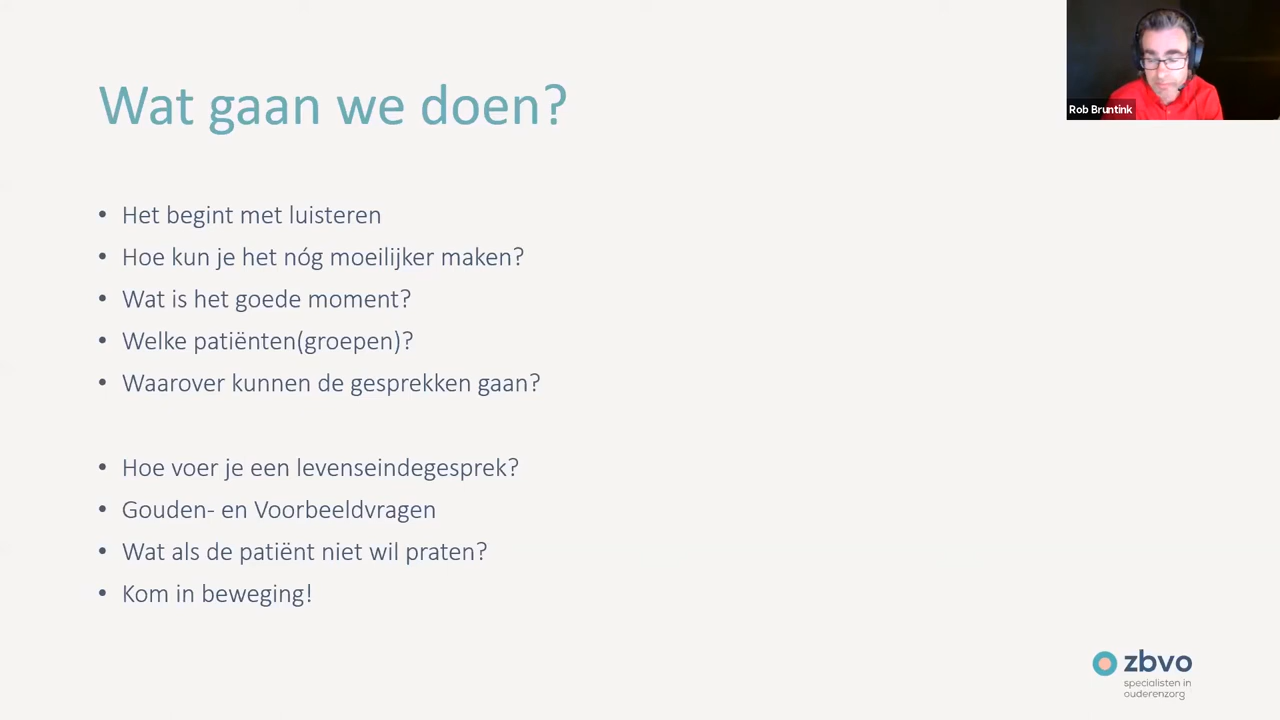 Wat gaan we doen?
Rob Bruntink
• Het begint met luisteren
• Hoe kun je het nóg moeilijker maken?
• Wat is het goede moment?
• Welke patiënten(groepen)?
• Waarover kunnen de gesprekken gaan?
• Hoe voer je een levenseindegesprek?
• Gouden- en Voorbeeldvragen
• Wat als de patiënt niet wil praten?
• Kom in beweging!
zbvo
specialisten in
ouderenzorg